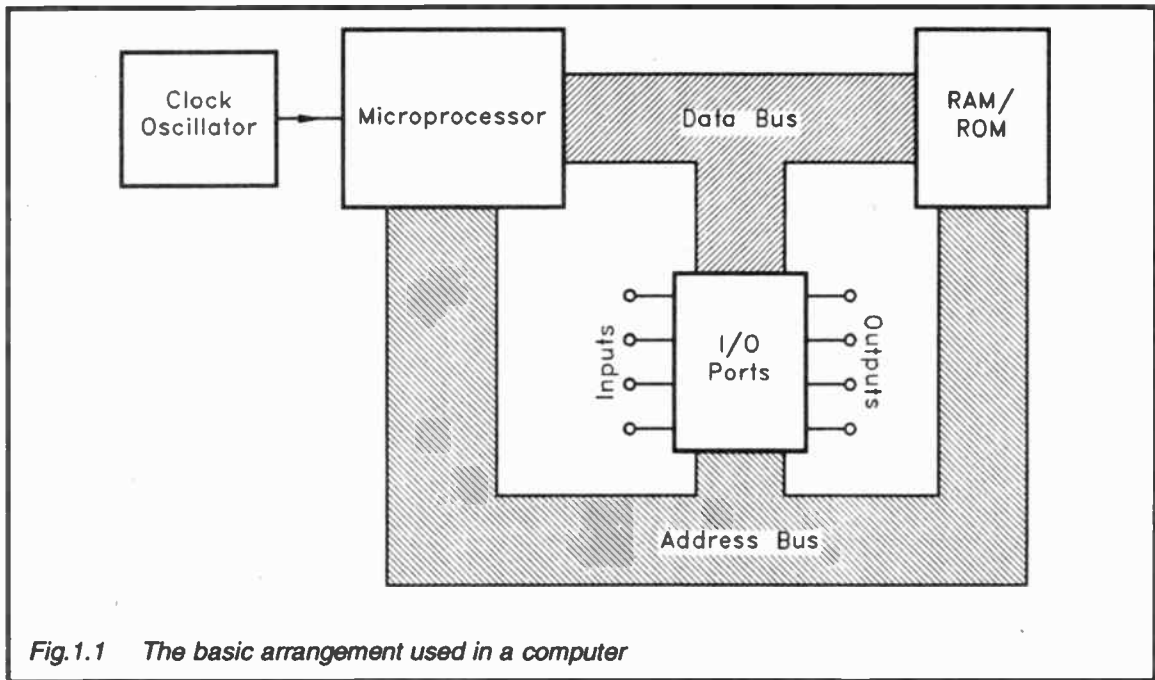 Clock
Oscillator
Microprocessor
Data Bus
RAM/
ROM
Inputs
I/O
Ports
Outputs
Address Bus
Fig.1.1 The basic arrangement used in a computer